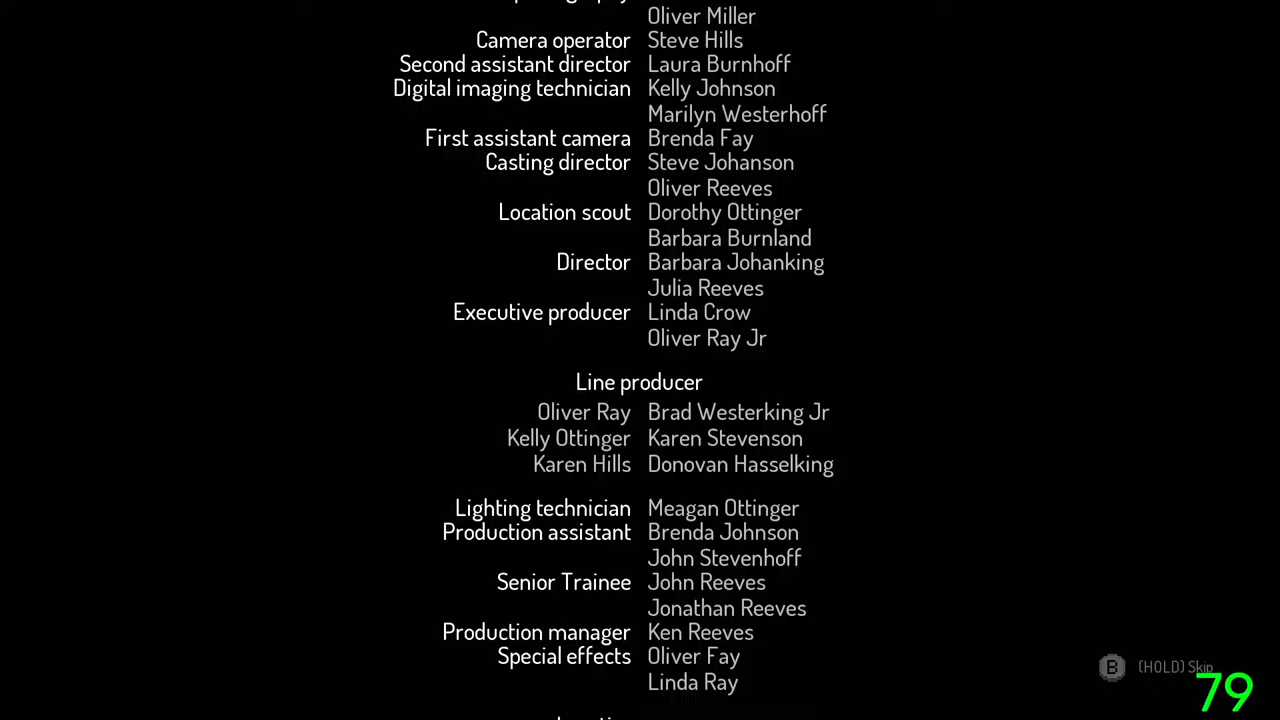 Oliver Miller
Camera operator Steve Hills
Second assistant director Laura Burnhoff
Digital imaging technician Kelly Johnson
Marilyn Westerhoff
First assistant camera Brenda Fay
Casting director Steve Johanson
Oliver Reeves
Location scout Dorothy Ottinger
Barbara Burnland
Director Barbara Johanking
Julia Reeves
Executive producer Linda Crow
Oliver Ray Jr
Line producer
Oliver Ray Brad Westerking Jr
Kelly Ottinger Karen Stevenson
Karen Hills Donovan Hasselking
Lighting technician Meagan Ottinger
Production assistant Brenda Johnson
John Stevenhoff
Senior Trainee John Reeves
Jonathan Reeves
Production manager Ken Reeves
Special effects Oliver Fay
Linda Ray
B (HOLD) Skip
79